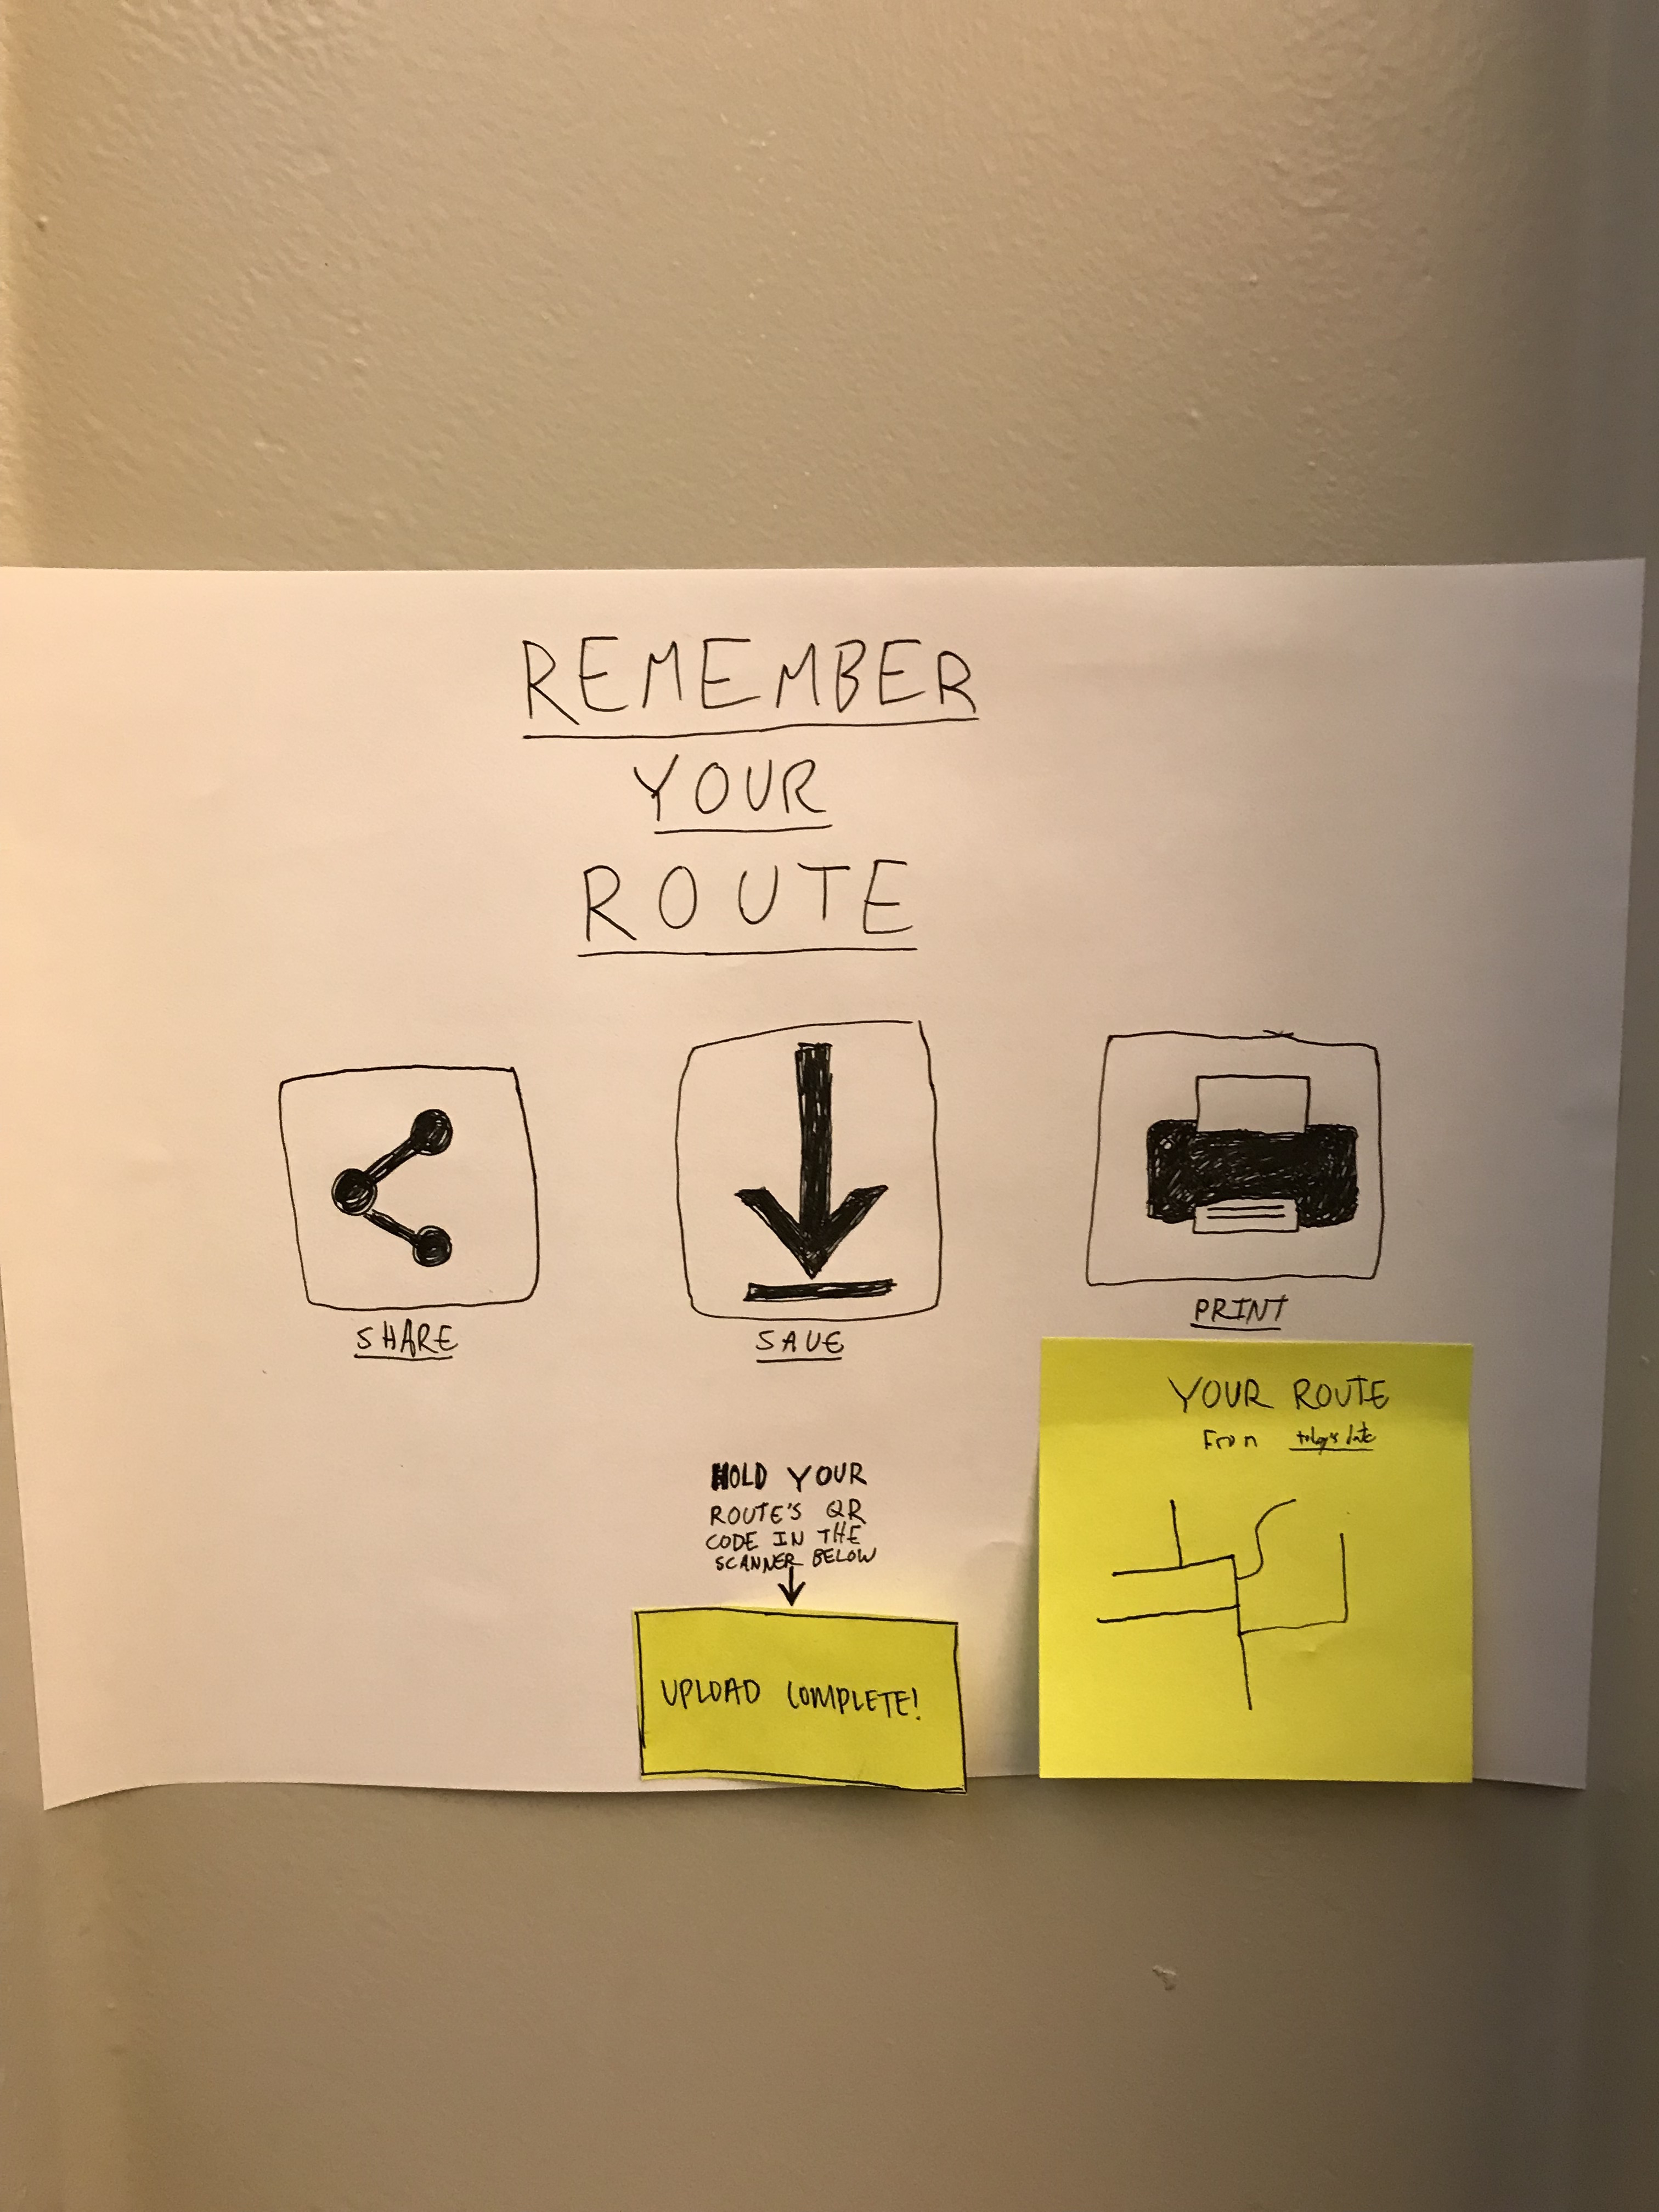 REMEMBER
YOUR
ROUTE
SHARE
SAVE
PRINT
HOLD YOUR
ROUTE'S QR
CODE IN THE
SCANNER BELOW
UPLOAD COMPLETE!
YOUR ROUTE
From today's date